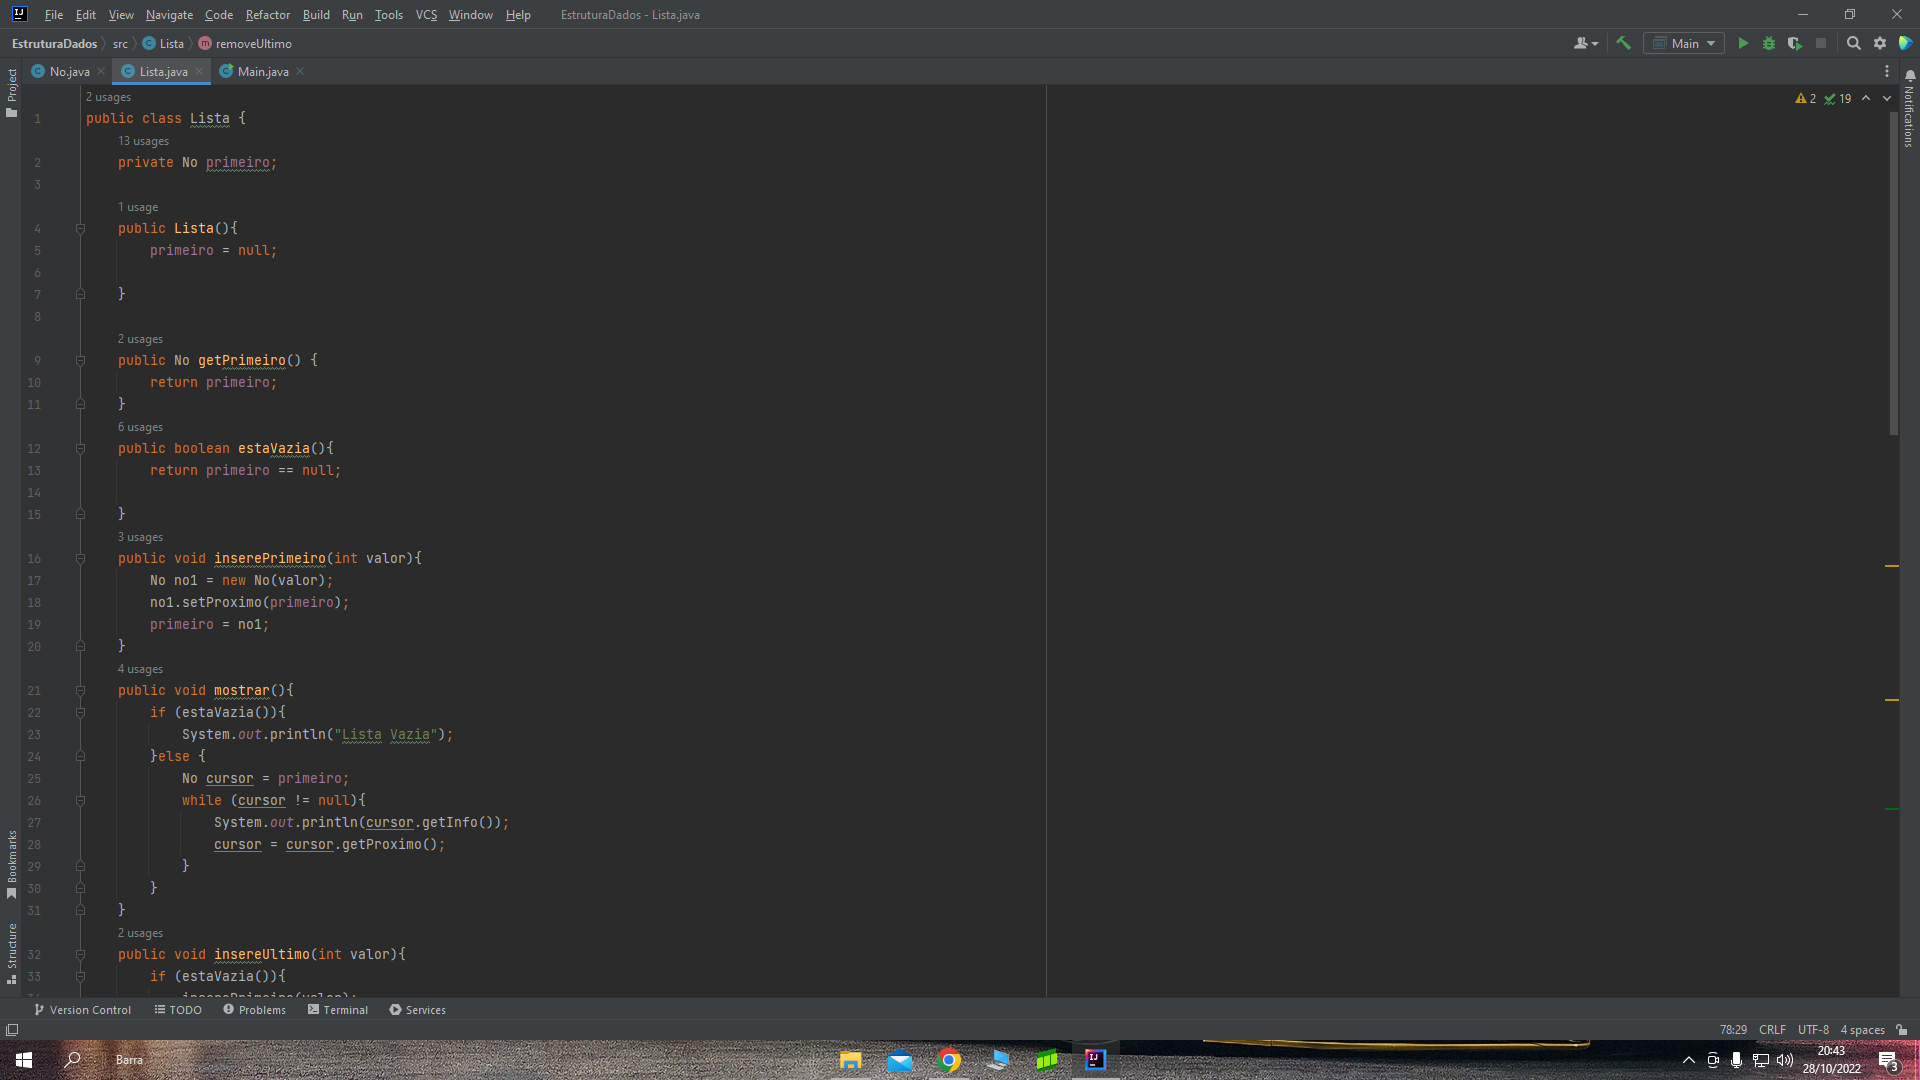 File Edit View Navigate Code Refactor Build Run Tools VCS Window Help EstruturaDados - Lista.java
EstruturaDados src Lista removeUltimo Main
No.java Lista.java Main.java
Project
Notifications
2 usages
2 19
1 public class Lista {
13 usages
2 private No primeiro;
3
1 usage
4 public Lista(){
5 primeiro = null;
6
7 }
8
2 usages
9 public No getPrimeiro() {
10 return primeiro;
11 }
6 usages
12 public boolean estaVazia(){
13 return primeiro == null;
14
15 }
3 usages
16 public void inserePrimeiro(int valor){
17 No no1 = new No(valor);
18 no1.setProximo(primeiro);
19 primeiro = no1;
20 }
4 usages
21 public void mostrar(){
22 if (estaVazia()){
23 System.out.println("Lista Vazia");
24 }else {
25 No cursor = primeiro;
26 while (cursor != null){
27 System.out.println(cursor.getInfo());
28 cursor = cursor.getProximo();
29 }
30 }
31 }
2 usages
32 public void insereUltimo(int valor){
33 if (estaVazia()){
34 inserePrimeiro(valor);
Bookmarks
Structure
Version Control TODO Problems Terminal Services
78:29 CRLF UTF-8 4 spaces
Barra
20:43
28/10/2022
3